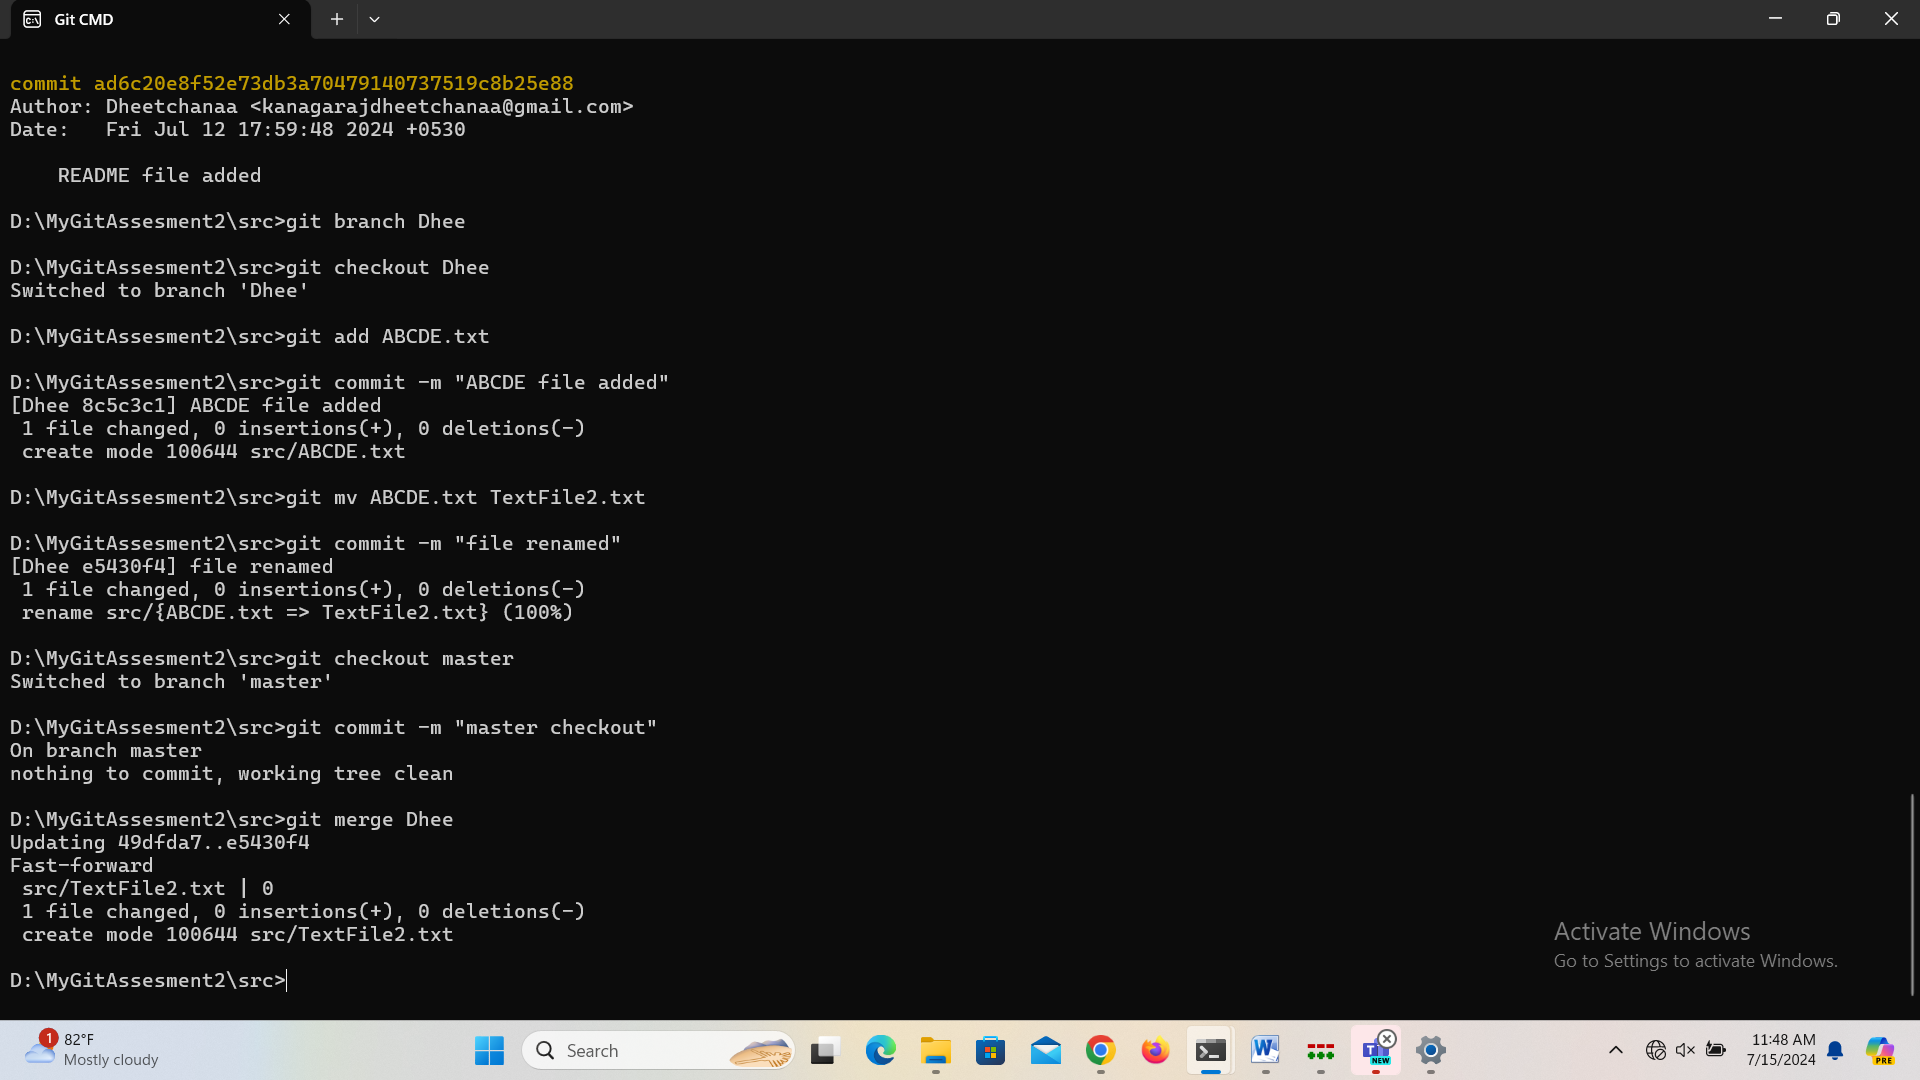 Git CMD
commit ad6c20e8f52e73db3a70479140737519c8b25e88
Author: Dheetchanaa <kanagarajdheetchanaa@gmail.com>
Date:   Fri Jul 12 17:59:48 2024 +0530
    README file added
D:\MyGitAssesment2\src>git branch Dhee
D:\MyGitAssesment2\src>git checkout Dhee
Switched to branch 'Dhee'
D:\MyGitAssesment2\src>git add ABCDE.txt
D:\MyGitAssesment2\src>git commit -m "ABCDE file added"
[Dhee 8c5c3c1] ABCDE file added
 1 file changed, 0 insertions(+), 0 deletions(-)
 create mode 100644 src/ABCDE.txt
D:\MyGitAssesment2\src>git mv ABCDE.txt TextFile2.txt
D:\MyGitAssesment2\src>git commit -m "file renamed"
[Dhee e5430f4] file renamed
 1 file changed, 0 insertions(+), 0 deletions(-)
 rename src/{ABCDE.txt => TextFile2.txt} (100%)
D:\MyGitAssesment2\src>git checkout master
Switched to branch 'master'
D:\MyGitAssesment2\src>git commit -m "master checkout"
On branch master
nothing to commit, working tree clean
D:\MyGitAssesment2\src>git merge Dhee
Updating 49dfda7..e5430f4
Fast-forward
 src/TextFile2.txt | 0
 1 file changed, 0 insertions(+), 0 deletions(-)
 create mode 100644 src/TextFile2.txt
D:\MyGitAssesment2\src>
Activate Windows
Go to Settings to activate Windows.
1
82°F
Mostly cloudy
Search
NEW
11:48 AM
7/15/2024
PRE